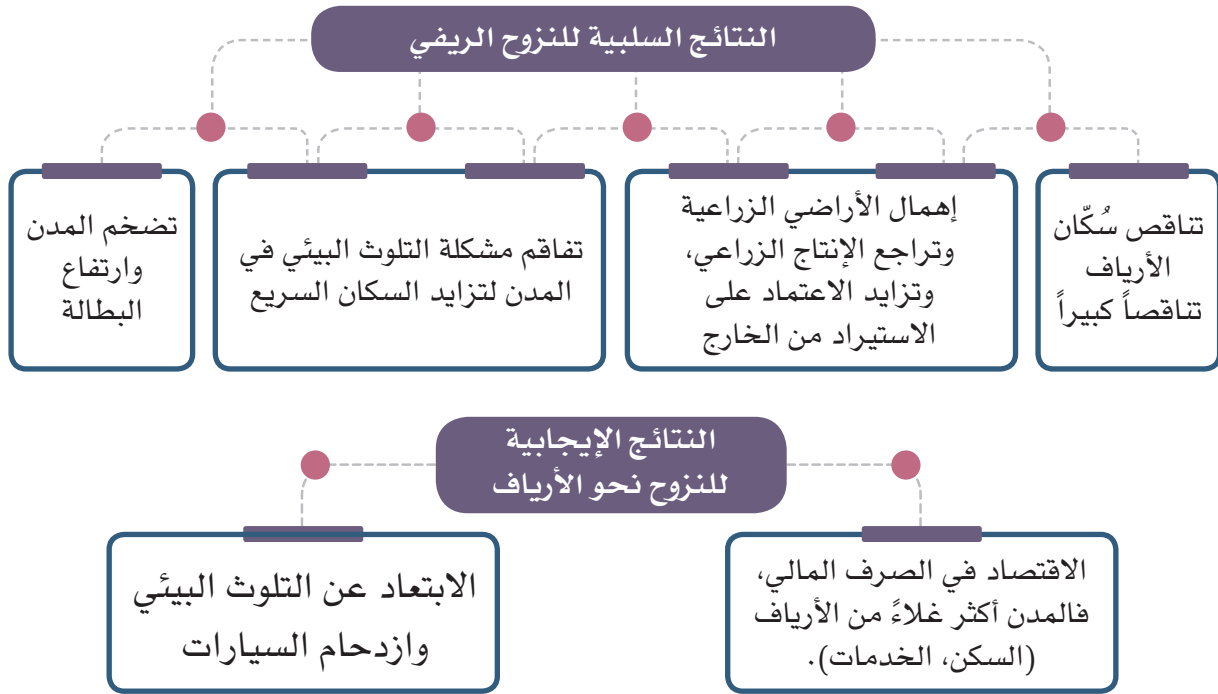 النتائج السلبية للنزوح الريفي
تناقص سُكّان
الأرياف
تناقصاً كبيراً
إهمال الأراضي الزراعية
وتراجع الإنتاج الزراعي،
وتزايد الاعتماد على
الاستيراد من الخارج
تفاقم مشكلة التلوث البيئي في
المدن لتزايد السكان السريع
تضخم المدن
وارتفاع
البطالة
النتائج الإيجابية
للنزوح نحو الأرياف
الاقتصاد في الصرف المالي،
فالمدن أكثر غلاءً من الأرياف
(السكن، الخدمات).
الابتعاد عن التلوث البيئي
وازدحام السيارات